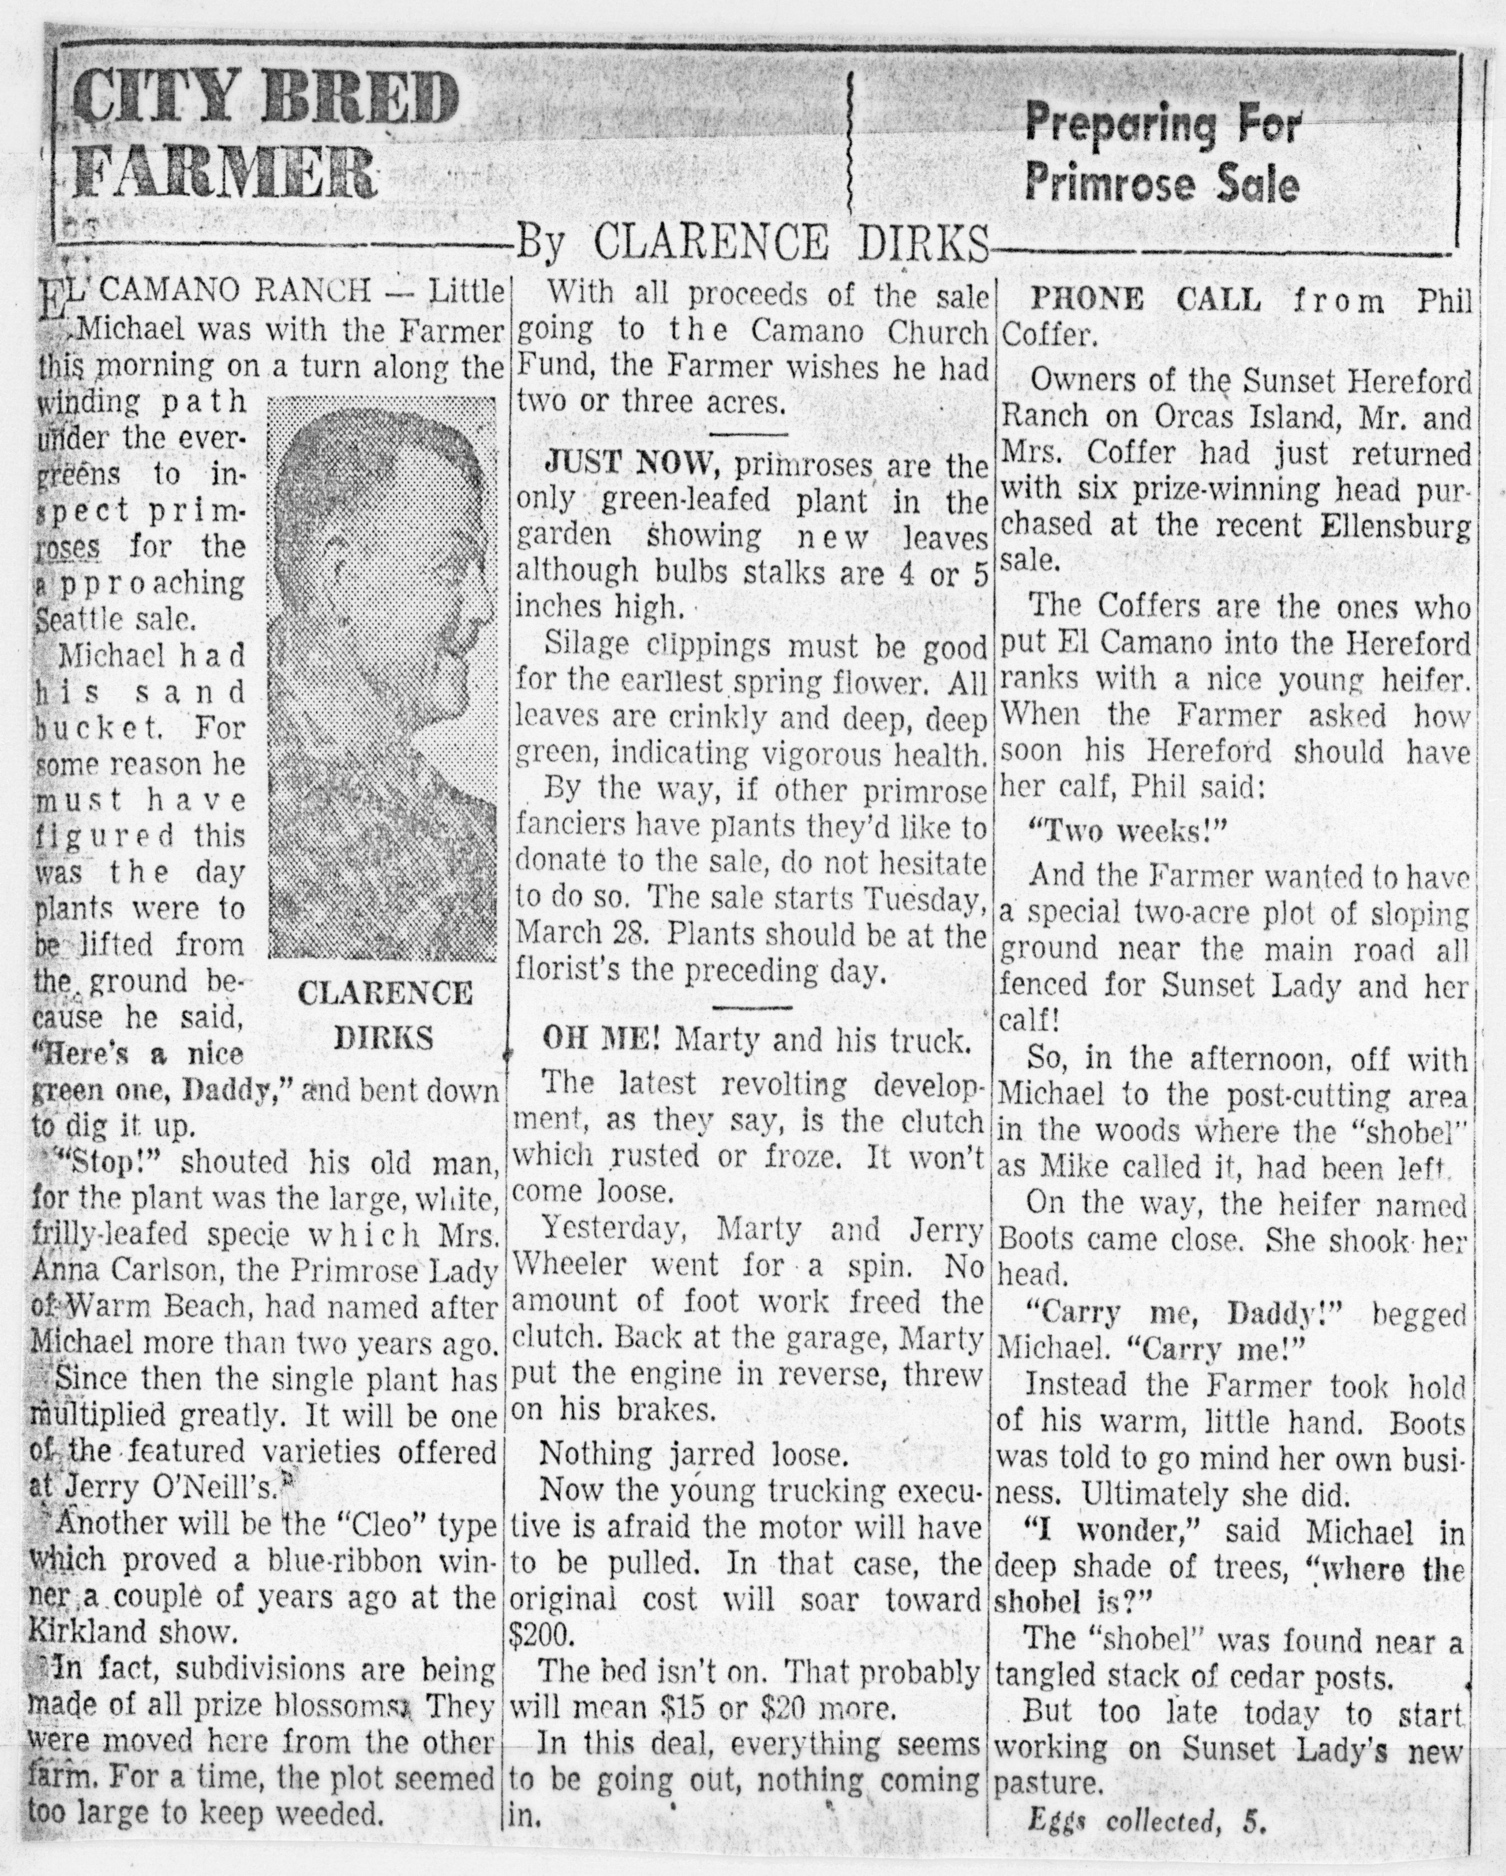 CITY BRED
FARMER
Preparing For
Primrose Sale
By CLARENCE DIRKS
EL CAMANO RANCH — Little
Michael was with the Farmer
this morning on a turn along the
winding path
under the ever-
greens to in-
spect prim-
roses for the
approaching
Seattle sale.
Michael had
his sand
bucket. For
some reason he
must have
figured this
was the day
plants were to
be lifted from
the ground be-
cause he said,
"Here's a nice
green one, Daddy," and bent down
to dig it up.
CLARENCE
DIRKS
"Stop!" shouted his old man,
for the plant was the large, white,
frilly-leafed specie which Mrs.
Anna Carlson, the Primrose Lady
of Warm Beach, had named after
Michael more than two years ago.
Since then the single plant has
multiplied greatly. It will be one
of the featured varieties offered
at Jerry O'Neill's.
Another will be the "Cleo" type
which proved a blue-ribbon win-
ner a couple of years ago at the
Kirkland show.
In fact, subdivisions are being
made of all prize blossoms. They
were moved here from the other
farm. For a time, the plot seemed
too large to keep weeded.
With all proceeds of the sale
going to the Camano Church
Fund, the Farmer wishes he had
two or three acres.
JUST NOW, primroses are the
only green-leafed plant in the
garden showing new leaves
although bulbs stalks are 4 or 5
inches high.
Silage clippings must be good
for the earliest spring flower. All
leaves are crinkly and deep, deep
green, indicating vigorous health.
By the way, if other primrose
fanciers have plants they'd like to
donate to the sale, do not hesitate
to do so. The sale starts Tuesday,
March 28. Plants should be at the
florist's the preceding day.
OH ME! Marty and his truck.
The latest revolting develop-
ment, as they say, is the clutch
which rusted or froze. It won't
come loose.
Yesterday, Marty and Jerry
Wheeler went for a spin. No
amount of foot work freed the
clutch. Back at the garage, Marty
put the engine in reverse, threw
on his brakes.
Nothing jarred loose.
Now the young trucking execu-
tive is afraid the motor will have
to be pulled. In that case, the
original cost will soar toward
$200.
The bed isn't on. That probably
will mean $15 or $20 more.
In this deal, everything seems
to be going out, nothing coming
in.
PHONE CALL from Phil
Coffer.
Owners of the Sunset Hereford
Ranch on Orcas Island, Mr. and
Mrs. Coffer had just returned
with six prize-winning head pur-
chased at the recent Ellensburg
sale.
The Coffers are the ones who
put El Camano into the Hereford
ranks with a nice young heifer.
When the Farmer asked how
soon his Hereford should have
her calf, Phil said:
"Two weeks!"
And the Farmer wanted to have
a special two-acre plot of sloping
ground near the main road all
fenced for Sunset Lady and her
calf!
So, in the afternoon, off with
Michael to the post-cutting area
in the woods where the "shobel"
as Mike called it, had been left.
On the way, the heifer named
Boots came close. She shook her
head.
"Carry me, Daddy!" begged
Michael. "Carry me!"
Instead the Farmer took hold
of his warm, little hand. Boots
was told to go mind her own busi-
ness. Ultimately she did.
"I wonder," said Michael in
deep shade of trees, "where the
shobel is?"
The "shobel" was found near a
tangled stack of cedar posts.
But too late today to start
working on Sunset Lady's new
pasture.
Eggs collected, 5.